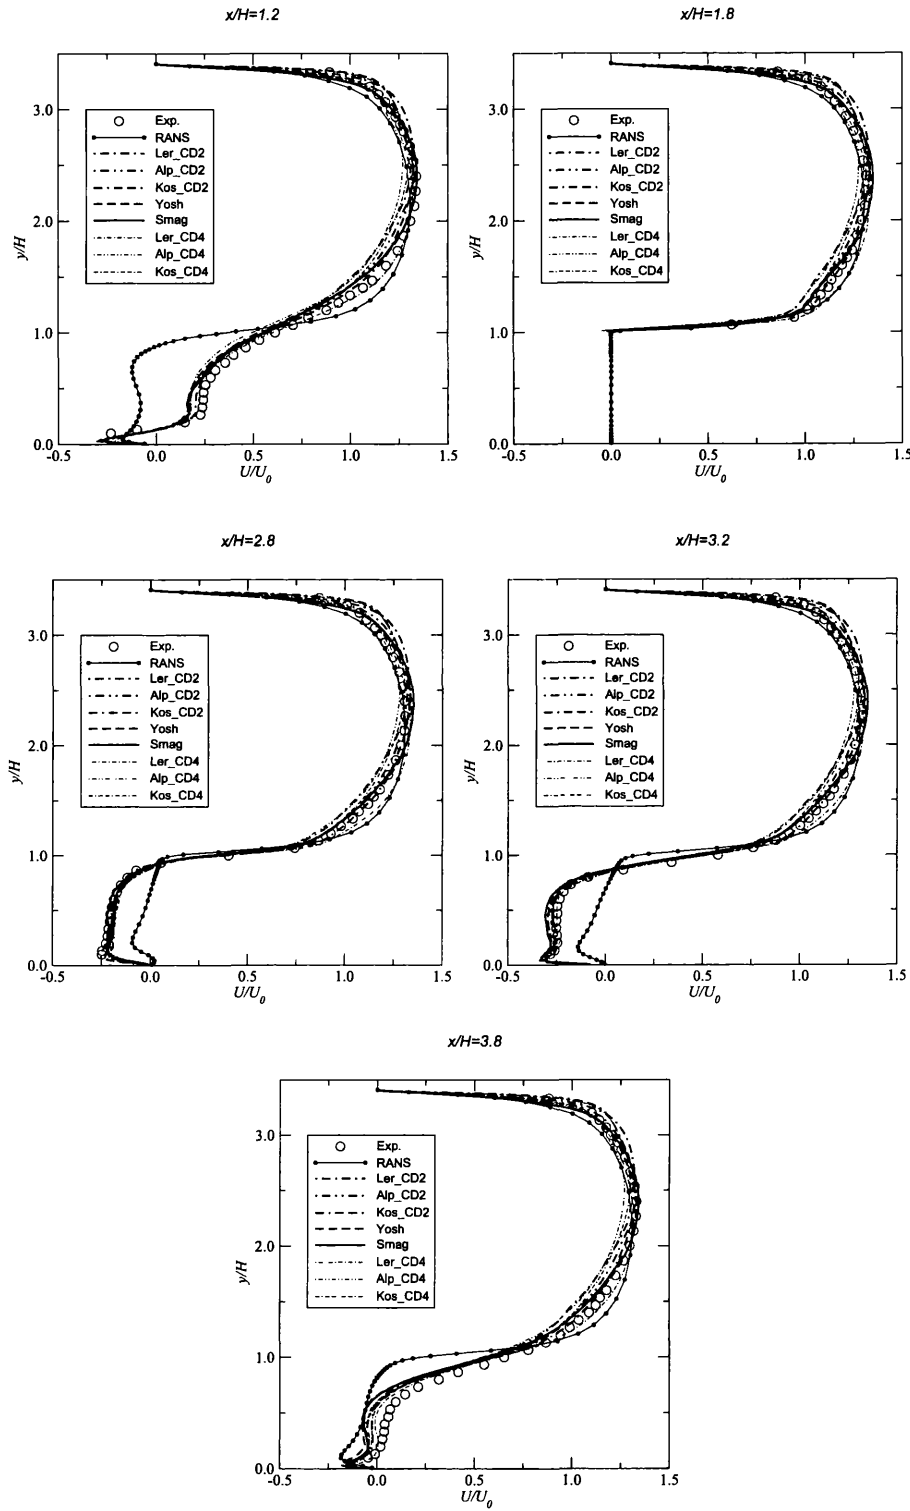 x/H=1.2
3.0
2.0
1.0
0.0
y/H
Exp.
RANS
Ler_CD2
Alp_CD2
Kos_CD2
Yosh
Smag
Ler_CD4
Alp_CD4
Kos_CD4
-0.5 0.0 0.5 1.0 1.5
U/U0
x/H=1.8
3.0
2.0
1.0
0.0
y/H
Exp.
RANS
Ler_CD2
Alp_CD2
Kos_CD2
Yosh
Smag
Ler_CD4
Alp_CD4
Kos_CD4
-0.5 0.0 0.5 1.0 1.5
U/U0
x/H=2.8
3.0
2.0
1.0
0.0
y/H
Exp.
RANS
Ler_CD2
Alp_CD2
Kos_CD2
Yosh
Smag
Ler_CD4
Alp_CD4
Kos_CD4
-0.5 0.0 0.5 1.0 1.5
U/U0
x/H=3.2
3.0
2.0
1.0
0.0
y/H
Exp.
RANS
Ler_CD2
Alp_CD2
Kos_CD2
Yosh
Smag
Ler_CD4
Alp_CD4
Kos_CD4
-0.5 0.0 0.5 1.0 1.5
U/U0
x/H=3.8
3.0
2.0
1.0
0.0
y/H
Exp.
RANS
Ler_CD2
Alp_CD2
Kos_CD2
Yosh
Smag
Ler_CD4
Alp_CD4
Kos_CD4
-0.5 0.0 0.5 1.0 1.5
U/U0